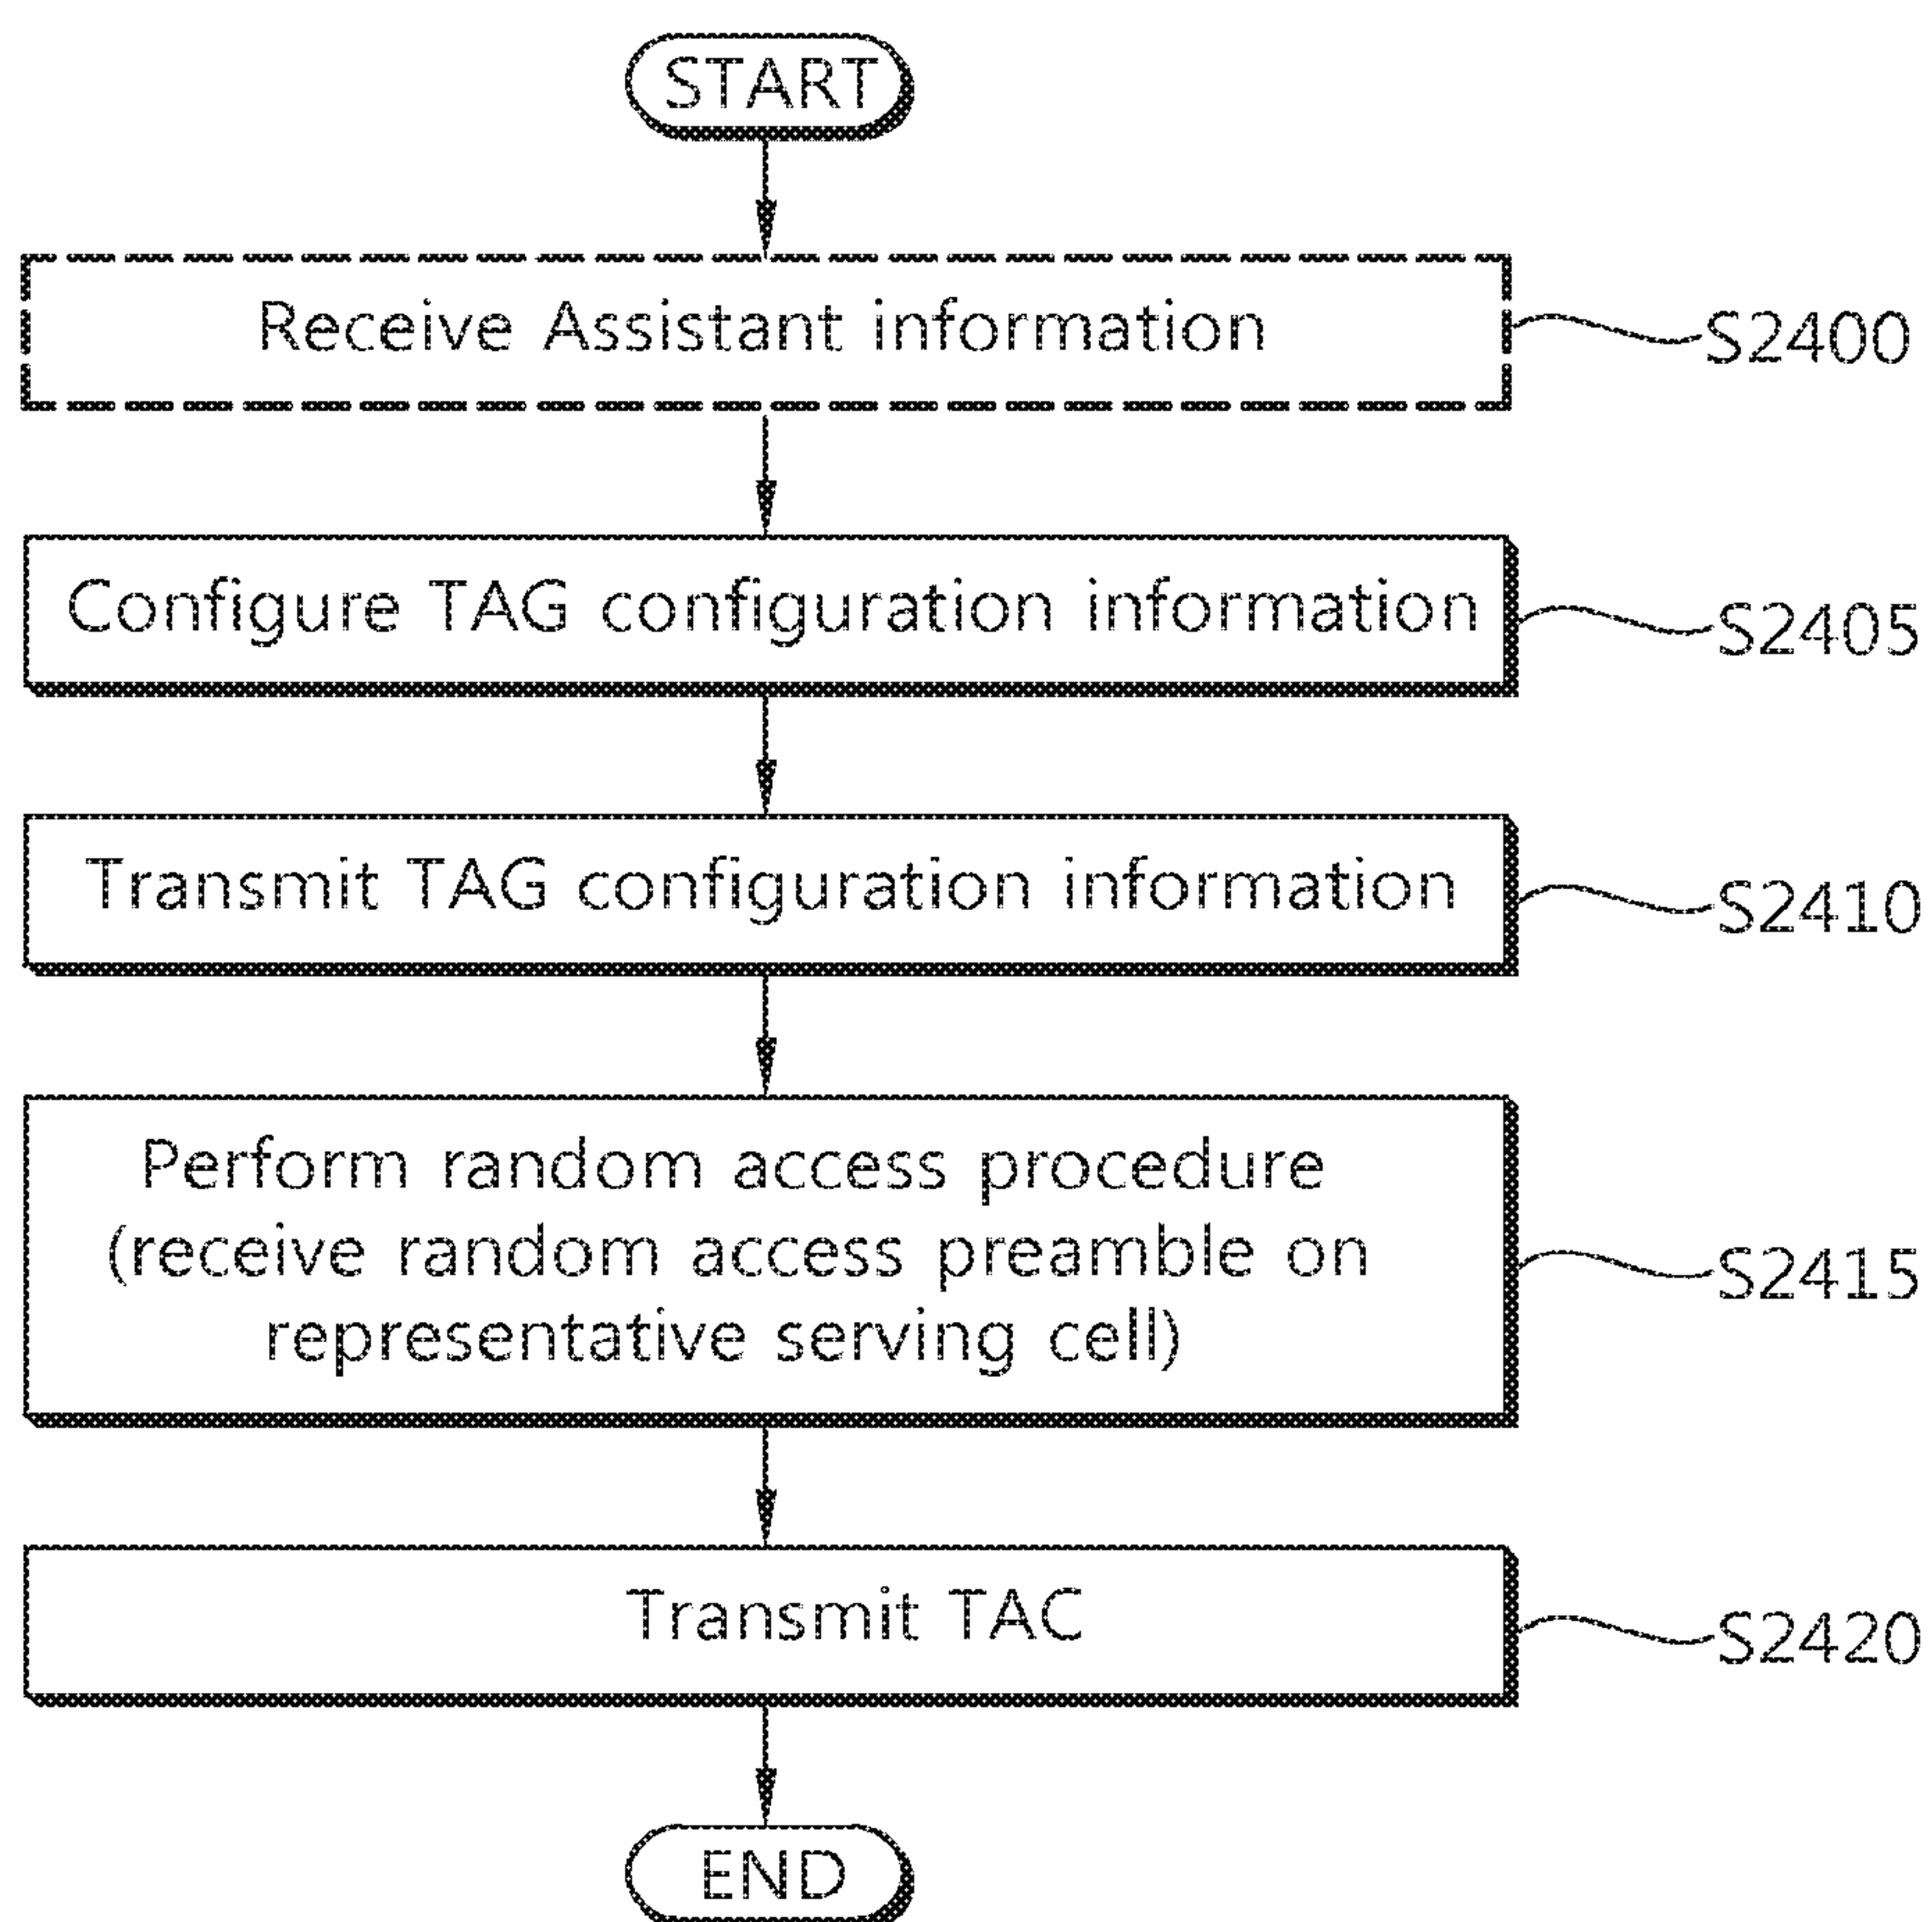 START
Receive Assistant information
S2400
Configure TAG configuration information
S2405
Transmit TAG configuration information
S2410
Perform random access procedure
(receive random access preamble on
representative serving cell)
S2415
Transmit TAC
S2420
END